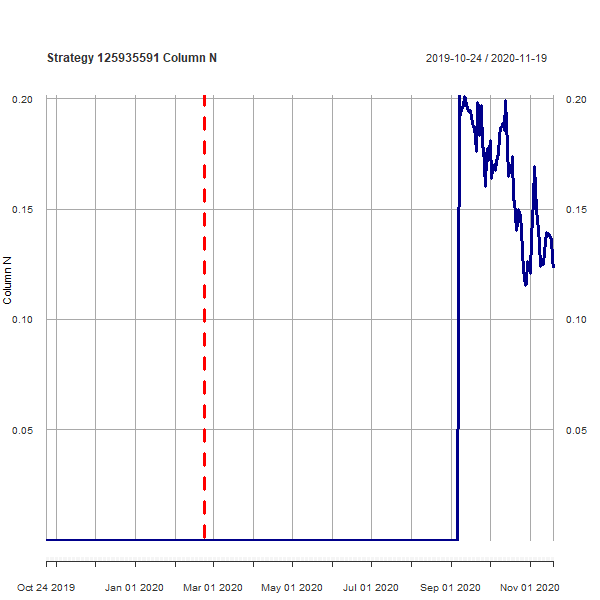 Strategy 125935591 Column N
2019-10-24 / 2020-11-19
0.20
0.20
0.15
0.15
Column N
0.10
0.10
0.05
0.05
Oct 24 2019
Jan 01 2020
Mar 01 2020
May 01 2020
Jul 01 2020
Sep 01 2020
Nov 01 2020